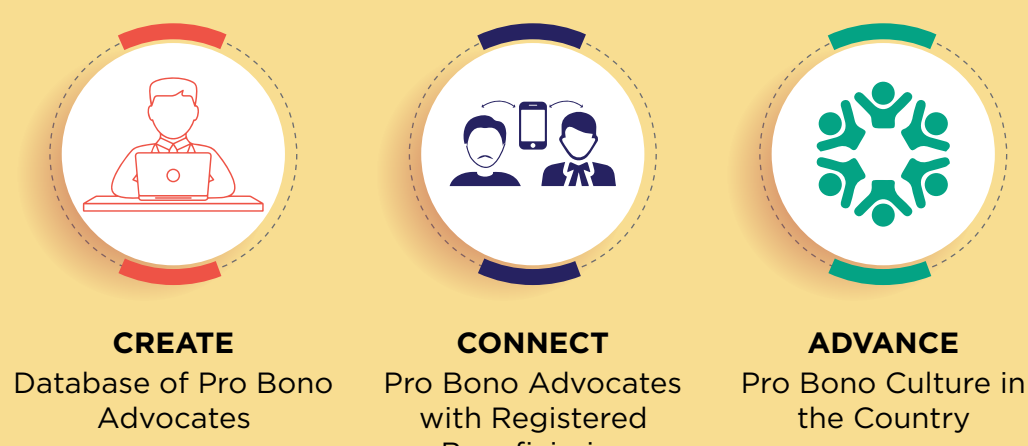 CREATE
Database of Pro Bono
Advocates
CONNECT
Pro Bono Advocates
with Registered
ADVANCE
Pro Bono Culture in
the Country